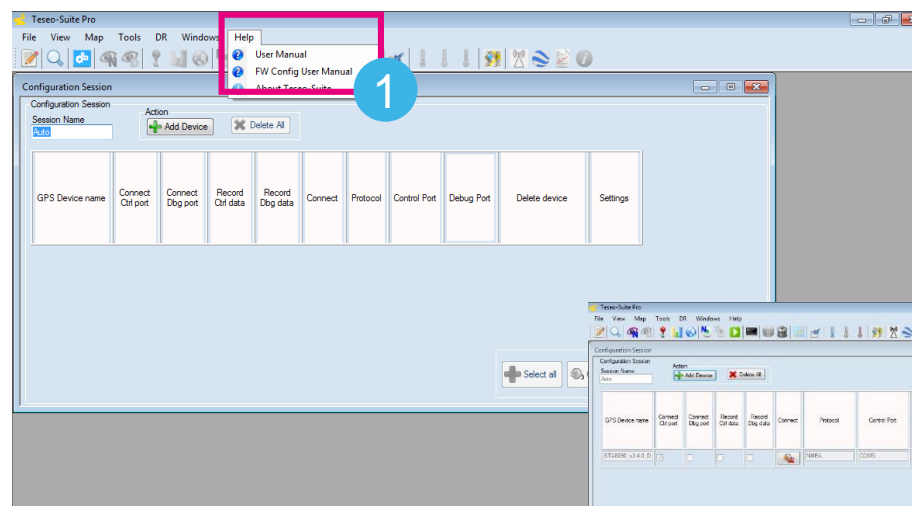 Teseo-Suite Pro
File View Map Tools DR Windows Help
User Manual
FW Config User Manual
About Teseo-Suite
1
Configuration Session
Configuration Session
Session Name
Auto
Action
Add Device
Delete All
GPS Device name
Connect Ctrl port
Connect Dbg port
Record Ctrl data
Record Dbg data
Connect
Protocol
Control Port
Debug Port
Delete device
Settings
Select all
Teseo-Suite Pro
File View Map Tools DR Windows Help
Configuration Session
Configuration Session
Session Name
Auto
Action
Add Device
Delete All
GPS Device name
Connect Ctrl port
Connect Dbg port
Record Ctrl data
Record Dbg data
Connect
Protocol
Control Port
NMEA